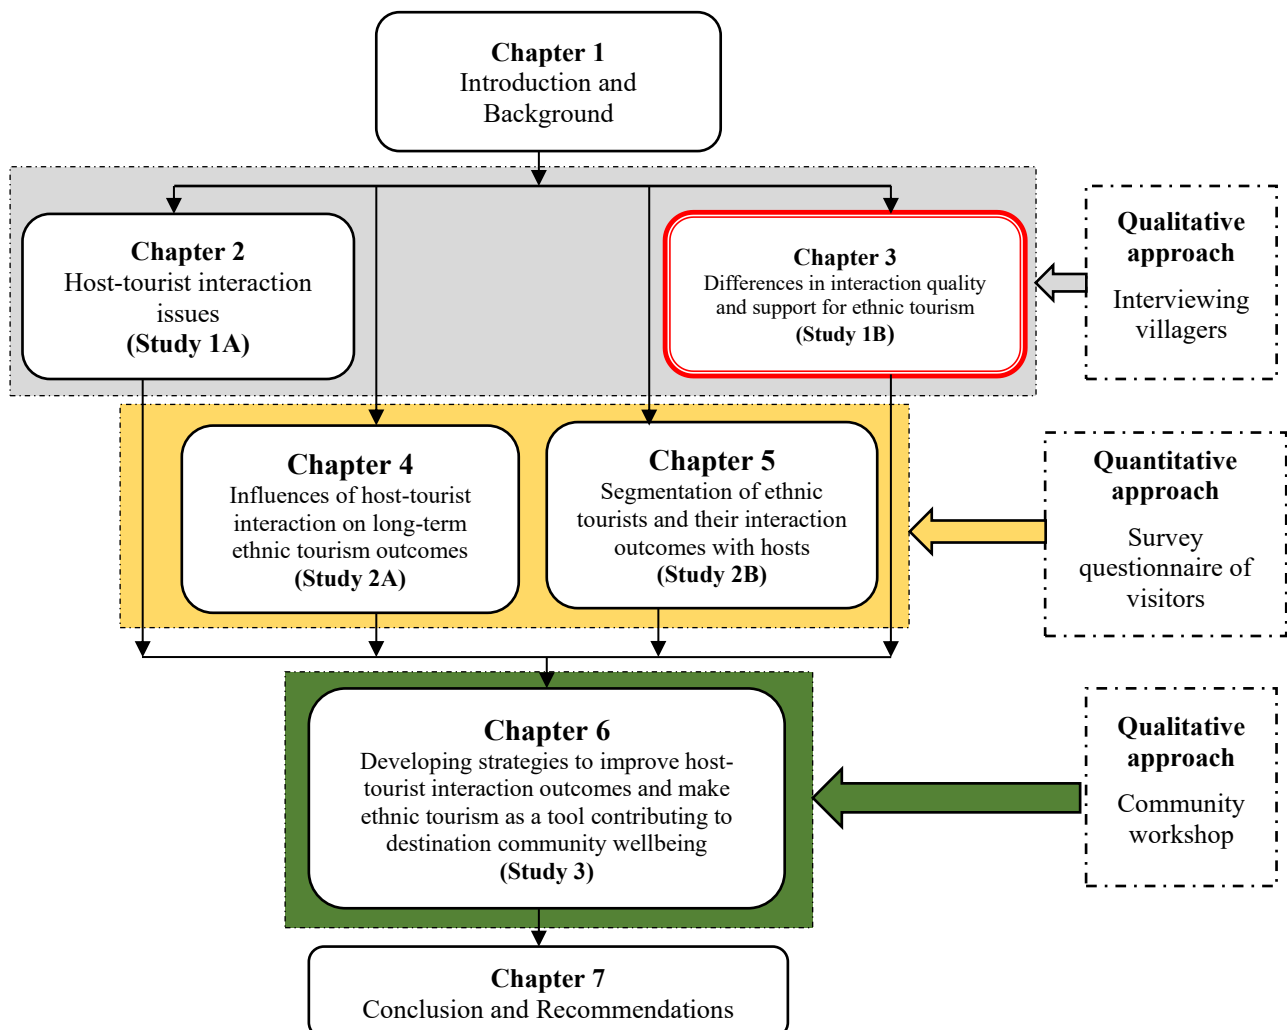 Chapter 1
Introduction and
Background
Chapter 2
Host-tourist interaction
issues
(Study 1A)
Chapter 3
Differences in interaction quality
and support for ethnic tourism
(Study 1B)
Qualitative
approach
Interviewing
villagers
Chapter 4
Influences of host-tourist
interaction on long-term
ethnic tourism outcomes
(Study 2A)
Chapter 5
Segmentation of ethnic
tourists and their interaction
outcomes with hosts
(Study 2B)
Quantitative
approach
Survey
questionnaire of
visitors
Chapter 6
Developing strategies to improve host-
tourist interaction outcomes and make
ethnic tourism as a tool contributing to
destination community wellbeing
(Study 3)
Qualitative
approach
Community
workshop
Chapter 7
Conclusion and Recommendations